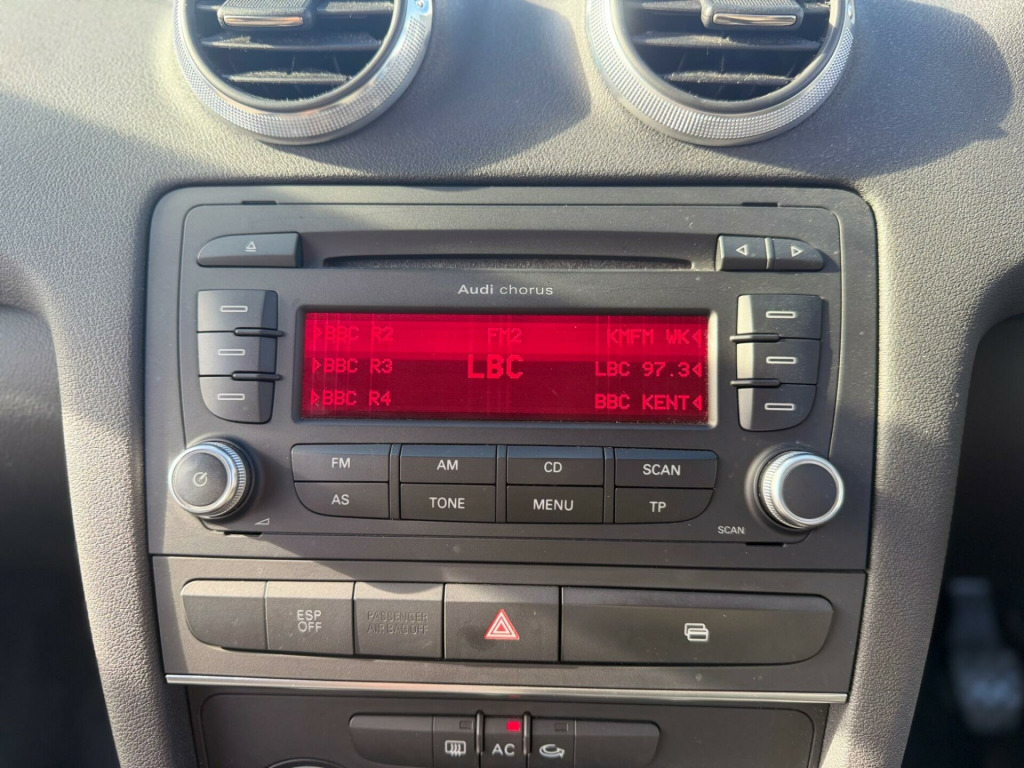 Audi chorus
BBC R2 FM2 KMFM WK
BBC R3 LBC LBC 97.3
BBC R4 BBC KENT
FM AM CD SCAN
AS TONE MENU TP
SCAN
ESP OFF
PASSENGER AIRBAG OFF
AC